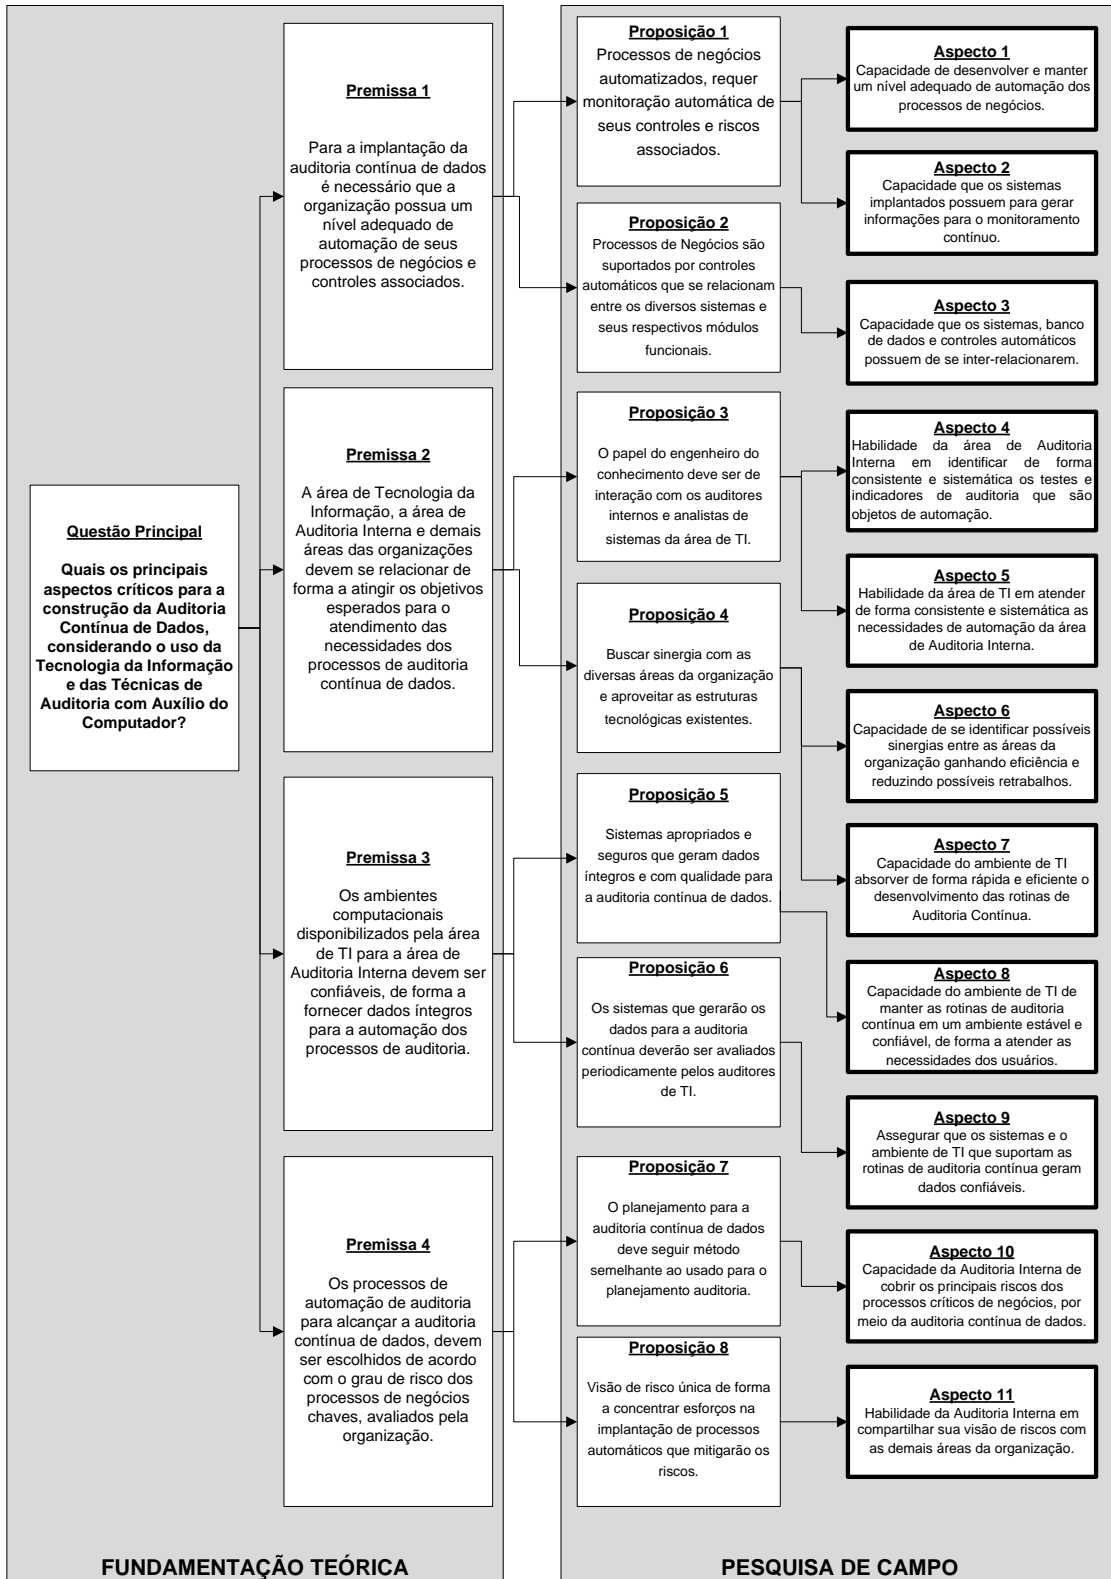 Questão Principal
Quais os principais
aspectos críticos para a
construção da Auditoria
Contínua de Dados,
considerando o uso da
Tecnologia da Informação
e das Técnicas de
Auditoria com Auxílio do
Computador?
Premissa 1
Para a implantação da
auditoria contínua de dados
é necessário que a
organização possua um
nível adequado de
automação de seus
processos de negócios e
controles associados.
Premissa 2
A área de Tecnologia da
Informação, a área de
Auditoria Interna e demais
áreas das organizações
devem se relacionar de
forma a atingir os objetivos
esperados para o
atendimento das
necessidades dos
processos de auditoria
contínua de dados.
Premissa 3
Os ambientes
computacionais
disponibilizados pela área
de TI para a área de
Auditoria Interna devem ser
confiáveis, de forma a
fornecer dados íntegros
para a automação dos
processos de auditoria.
Premissa 4
Os processos de
automação de auditoria
para alcançar a auditoria
contínua de dados, devem
ser escolhidos de acordo
com o grau de risco dos
processos de negócios
chaves, avaliados pela
organização.
FUNDAMENTAÇÃO TEÓRICA
Proposição 1
Processos de negócios
automatizados, requer
monitoração automática de
seus controles e riscos
associados.
Proposição 2
Processos de Negócios são
suportados por controles
automáticos que se relacionam
entre os diversos sistemas e
seus respectivos módulos
funcionais.
Proposição 3
O papel do engenheiro do
conhecimento deve ser de
interação com os auditores
internos e analistas de
sistemas da área de TI.
Proposição 4
Buscar sinergia com as
diversas áreas da organização
e aproveitar as estruturas
tecnológicas existentes.
Proposição 5
Sistemas apropriados e
seguros que geram dados
íntegros e com qualidade para
a auditoria contínua de dados.
Proposição 6
Os sistemas que gerarão os
dados para a auditoria
contínua deverão ser avaliados
periodicamente pelos auditores
de TI.
Proposição 7
O planejamento para a
auditoria contínua de dados
deve seguir método
semelhante ao usado para o
planejamento auditoria.
Proposição 8
Visão de risco única de forma
a concentrar esforços na
implantação de processos
automáticos que mitigarão os
riscos.
Aspecto 1
Capacidade de desenvolver e manter
um nível adequado de automação dos
processos de negócios.
Aspecto 2
Capacidade que os sistemas
implantados possuem para gerar
informações para o monitoramento
contínuo.
Aspecto 3
Capacidade que os sistemas, banco
de dados e controles automáticos
possuem de se inter-relacionarem.
Aspecto 4
Habilidade da área de Auditoria
Interna em identificar de forma
consistente e sistemática os testes e
indicadores de auditoria que são
objetos de automação.
Aspecto 5
Habilidade da área de TI em atender
de forma consistente e sistemática as
necessidades de automação da área
de Auditoria Interna.
Aspecto 6
Capacidade de se identificar possíveis
sinergias entre as áreas da
organização ganhando eficiência e
reduzindo possíveis retrabalhos.
Aspecto 7
Capacidade do ambiente de TI
absorver de forma rápida e eficiente o
desenvolvimento das rotinas de
Auditoria Contínua.
Aspecto 8
Capacidade do ambiente de TI de
manter as rotinas de auditoria
contínua em um ambiente estável e
confiável, de forma a atender as
necessidades dos usuários.
Aspecto 9
Assegurar que os sistemas e o
ambiente de TI que suportam as
rotinas de auditoria contínua geram
dados confiáveis.
Aspecto 10
Capacidade da Auditoria Interna de
cobrir os principais riscos dos
processos críticos de negócios, por
meio da auditoria contínua de dados.
Aspecto 11
Habilidade da Auditoria Interna em
compartilhar sua visão de riscos com
as demais áreas da organização.
PESQUISA DE CAMPO